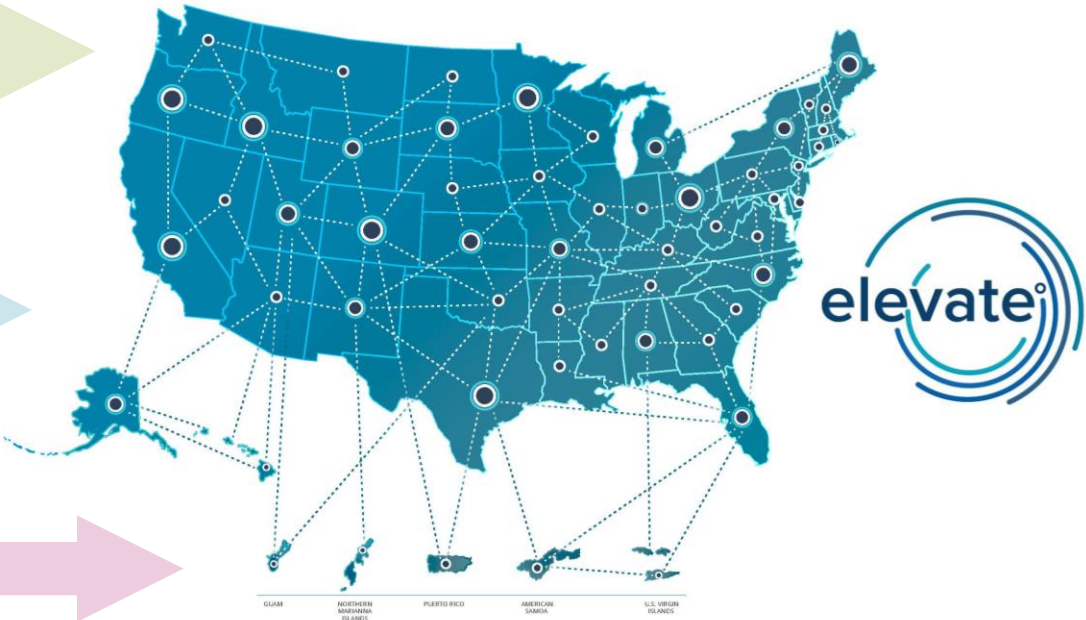 elevate°
GUAM
NORTHERN
MARIANNA
ISLANDS
PUERTO RICO
AMERICAN
SAMOA
U.S. VIRGIN
ISLANDS